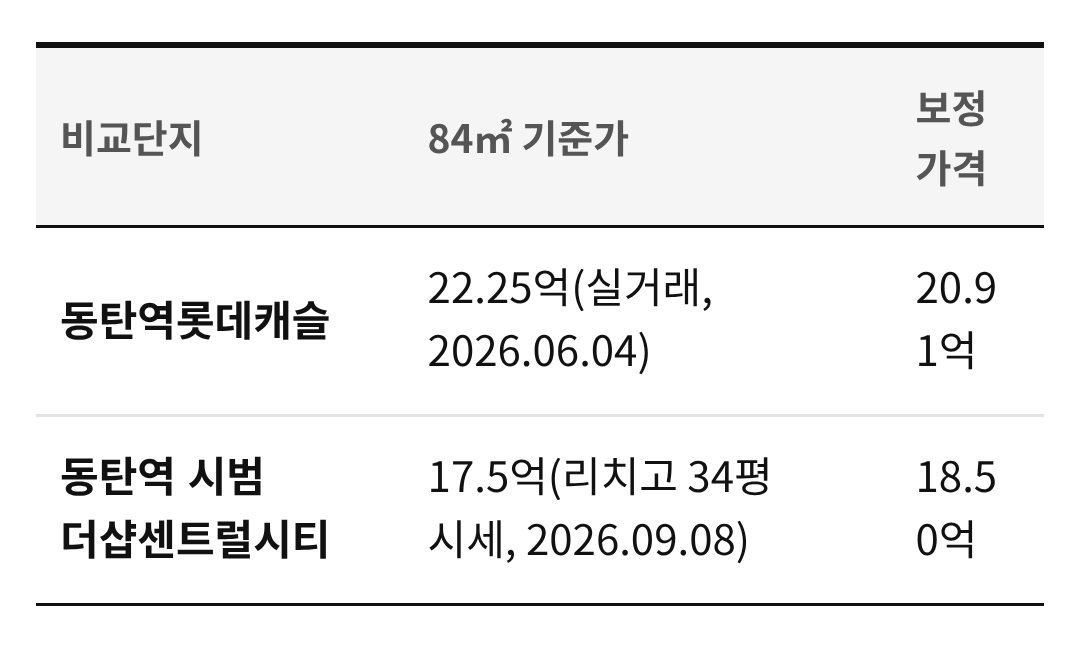 비교단지 84㎡ 기준가 보정
가격
동탄역롯데캐슬 22.25억(실거래, 20.9
2026.06.04) 1억
동탄역 시범 17.5억(리치고 34평 18.5
더샵센트럴시티 시세, 2026.09.08) 0억